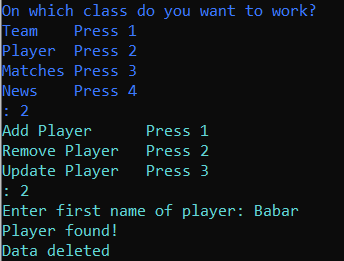 On which class do you want to work?
Team    Press 1
Player  Press 2
Matches Press 3
News    Press 4
: 2
Add Player      Press 1
Remove Player   Press 2
Update Player   Press 3
: 2
Enter first name of player: Babar
Player found!
Data deleted